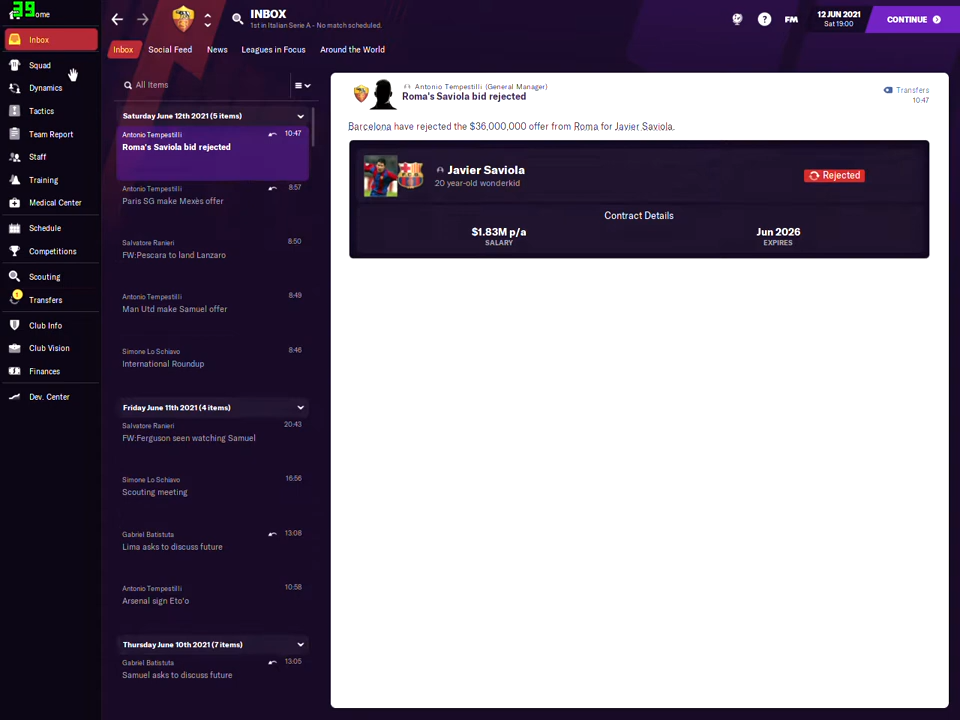 39
ome
Inbox
Squad
Dynamics
Tactics
Team Report
Staff
Training
Medical Center
Schedule
Competitions
Scouting
1
Transfers
Club Info
Club Vision
Finances
Dev. Center
INBOX
1st in Italian Serie A - No match scheduled.
?
FM
12 JUN 2021
Sat 19:00
CONTINUE
Inbox
Social Feed
News
Leagues in Focus
Around the World
All Items
Saturday June 12th 2021 (5 items)
Antonio Tempestilli 10:47
Roma's Saviola bid rejected
Antonio Tempestilli 8:57
Paris SG make Mexès offer
Salvatore Ranieri 8:50
FW:Pescara to land Lanzaro
Antonio Tempestilli 8:49
Man Utd make Samuel offer
Simone Lo Schiavo 8:46
International Roundup
Friday June 11th 2021 (4 items)
Salvatore Ranieri 20:43
FW:Ferguson seen watching Samuel
Simone Lo Schiavo 16:56
Scouting meeting
Gabriel Batistuta 13:08
Lima asks to discuss future
Antonio Tempestilli 10:58
Arsenal sign Eto'o
Thursday June 10th 2021 (7 items)
Gabriel Batistuta 13:05
Samuel asks to discuss future
Antonio Tempestilli (General Manager)
Roma's Saviola bid rejected
Transfers
10:47
Barcelona have rejected the $36,000,000 offer from Roma for Javier Saviola.
Javier Saviola
20 year-old wonderkid
Rejected
Contract Details
$1.83M p/a
SALARY
Jun 2026
EXPIRES